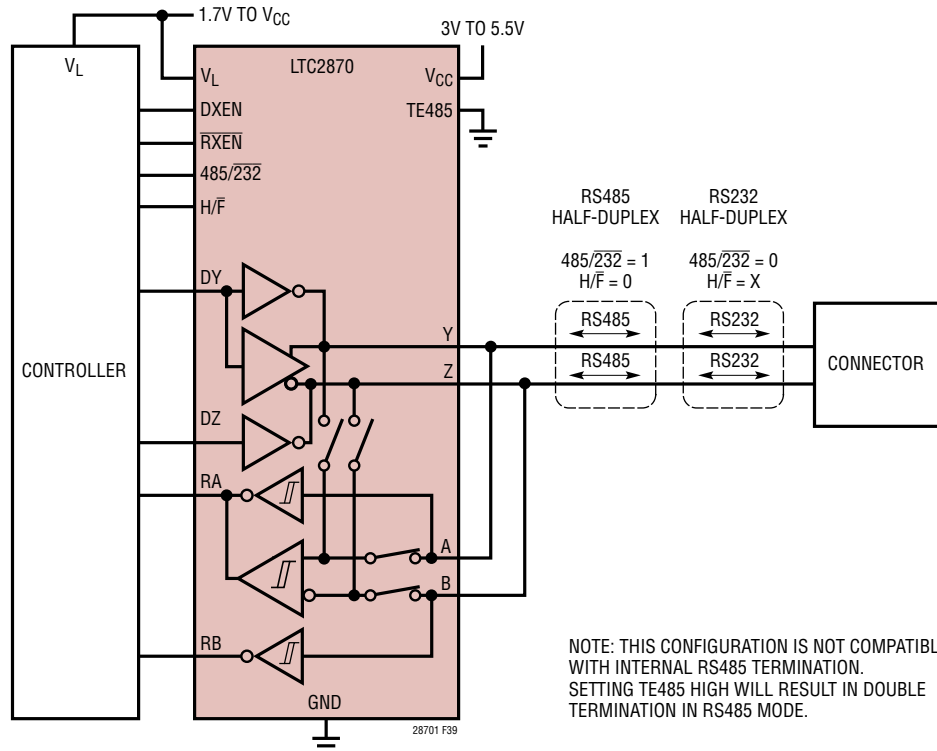 1.7V TO VCC
3V TO 5.5V
VL
LTC2870
VL
VCC
DXEN
TE485
RXEN
485/232
H/F
RS485
HALF-DUPLEX
485/232 = 1
H/F = 0
RS232
HALF-DUPLEX
485/232 = 0
H/F = X
DY
RS485
RS232
Y
RS485
RS232
Z
CONTROLLER
CONNECTOR
DZ
RA
A
B
RB
GND
28701 F39
NOTE: THIS CONFIGURATION IS NOT COMPATIBL
WITH INTERNAL RS485 TERMINATION.
SETTING TE485 HIGH WILL RESULT IN DOUBLE
TERMINATION IN RS485 MODE.